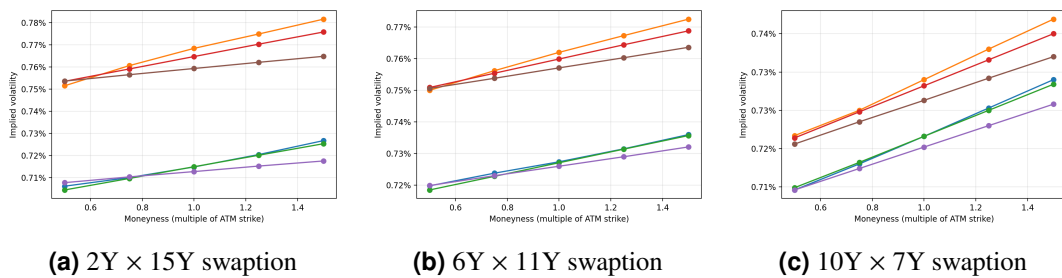 0.78%
0.77%
0.76%
0.75%
0.73%
0.72%
0.71%
Implied volatility
0.6 0.8 1.0 1.2 1.4
Moneyness (multiple of ATM strike)
(a) 2Y × 15Y swaption
0.77%
0.76%
0.75%
0.73%
0.72%
Implied volatility
0.6 0.8 1.0 1.2 1.4
Moneyness (multiple of ATM strike)
(b) 6Y × 11Y swaption
0.74%
0.73%
0.73%
0.72%
0.71%
Implied volatility
0.6 0.8 1.0 1.2 1.4
Moneyness (multiple of ATM strike)
(c) 10Y × 7Y swaption